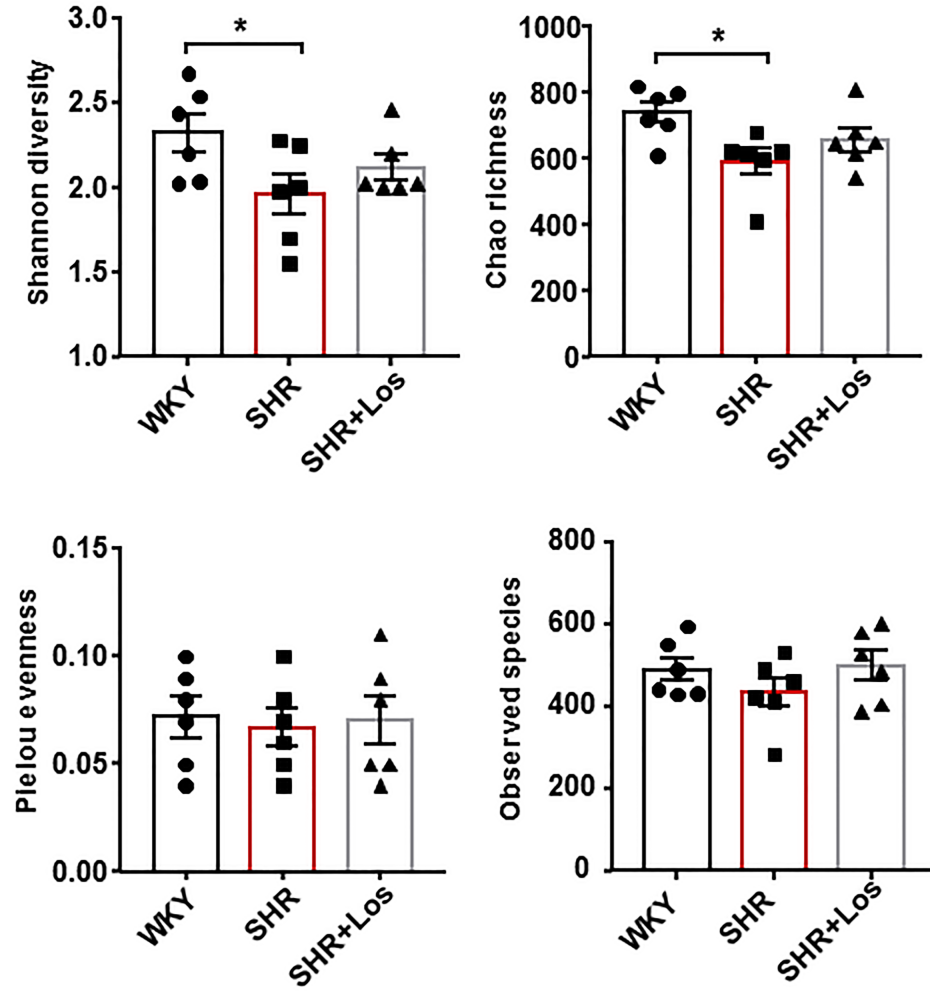 Shannon diversity
3.0
2.5
2.0
1.5
1.0
*
WKY
SHR
SHR+Los
Chao richness
1000
800
600
400
200
0
*
WKY
SHR
SHR+Los
Pielou evenness
0.15
0.10
0.05
0.00
WKY
SHR
SHR+Los
Observed species
800
600
400
200
0
WKY
SHR
SHR+Los